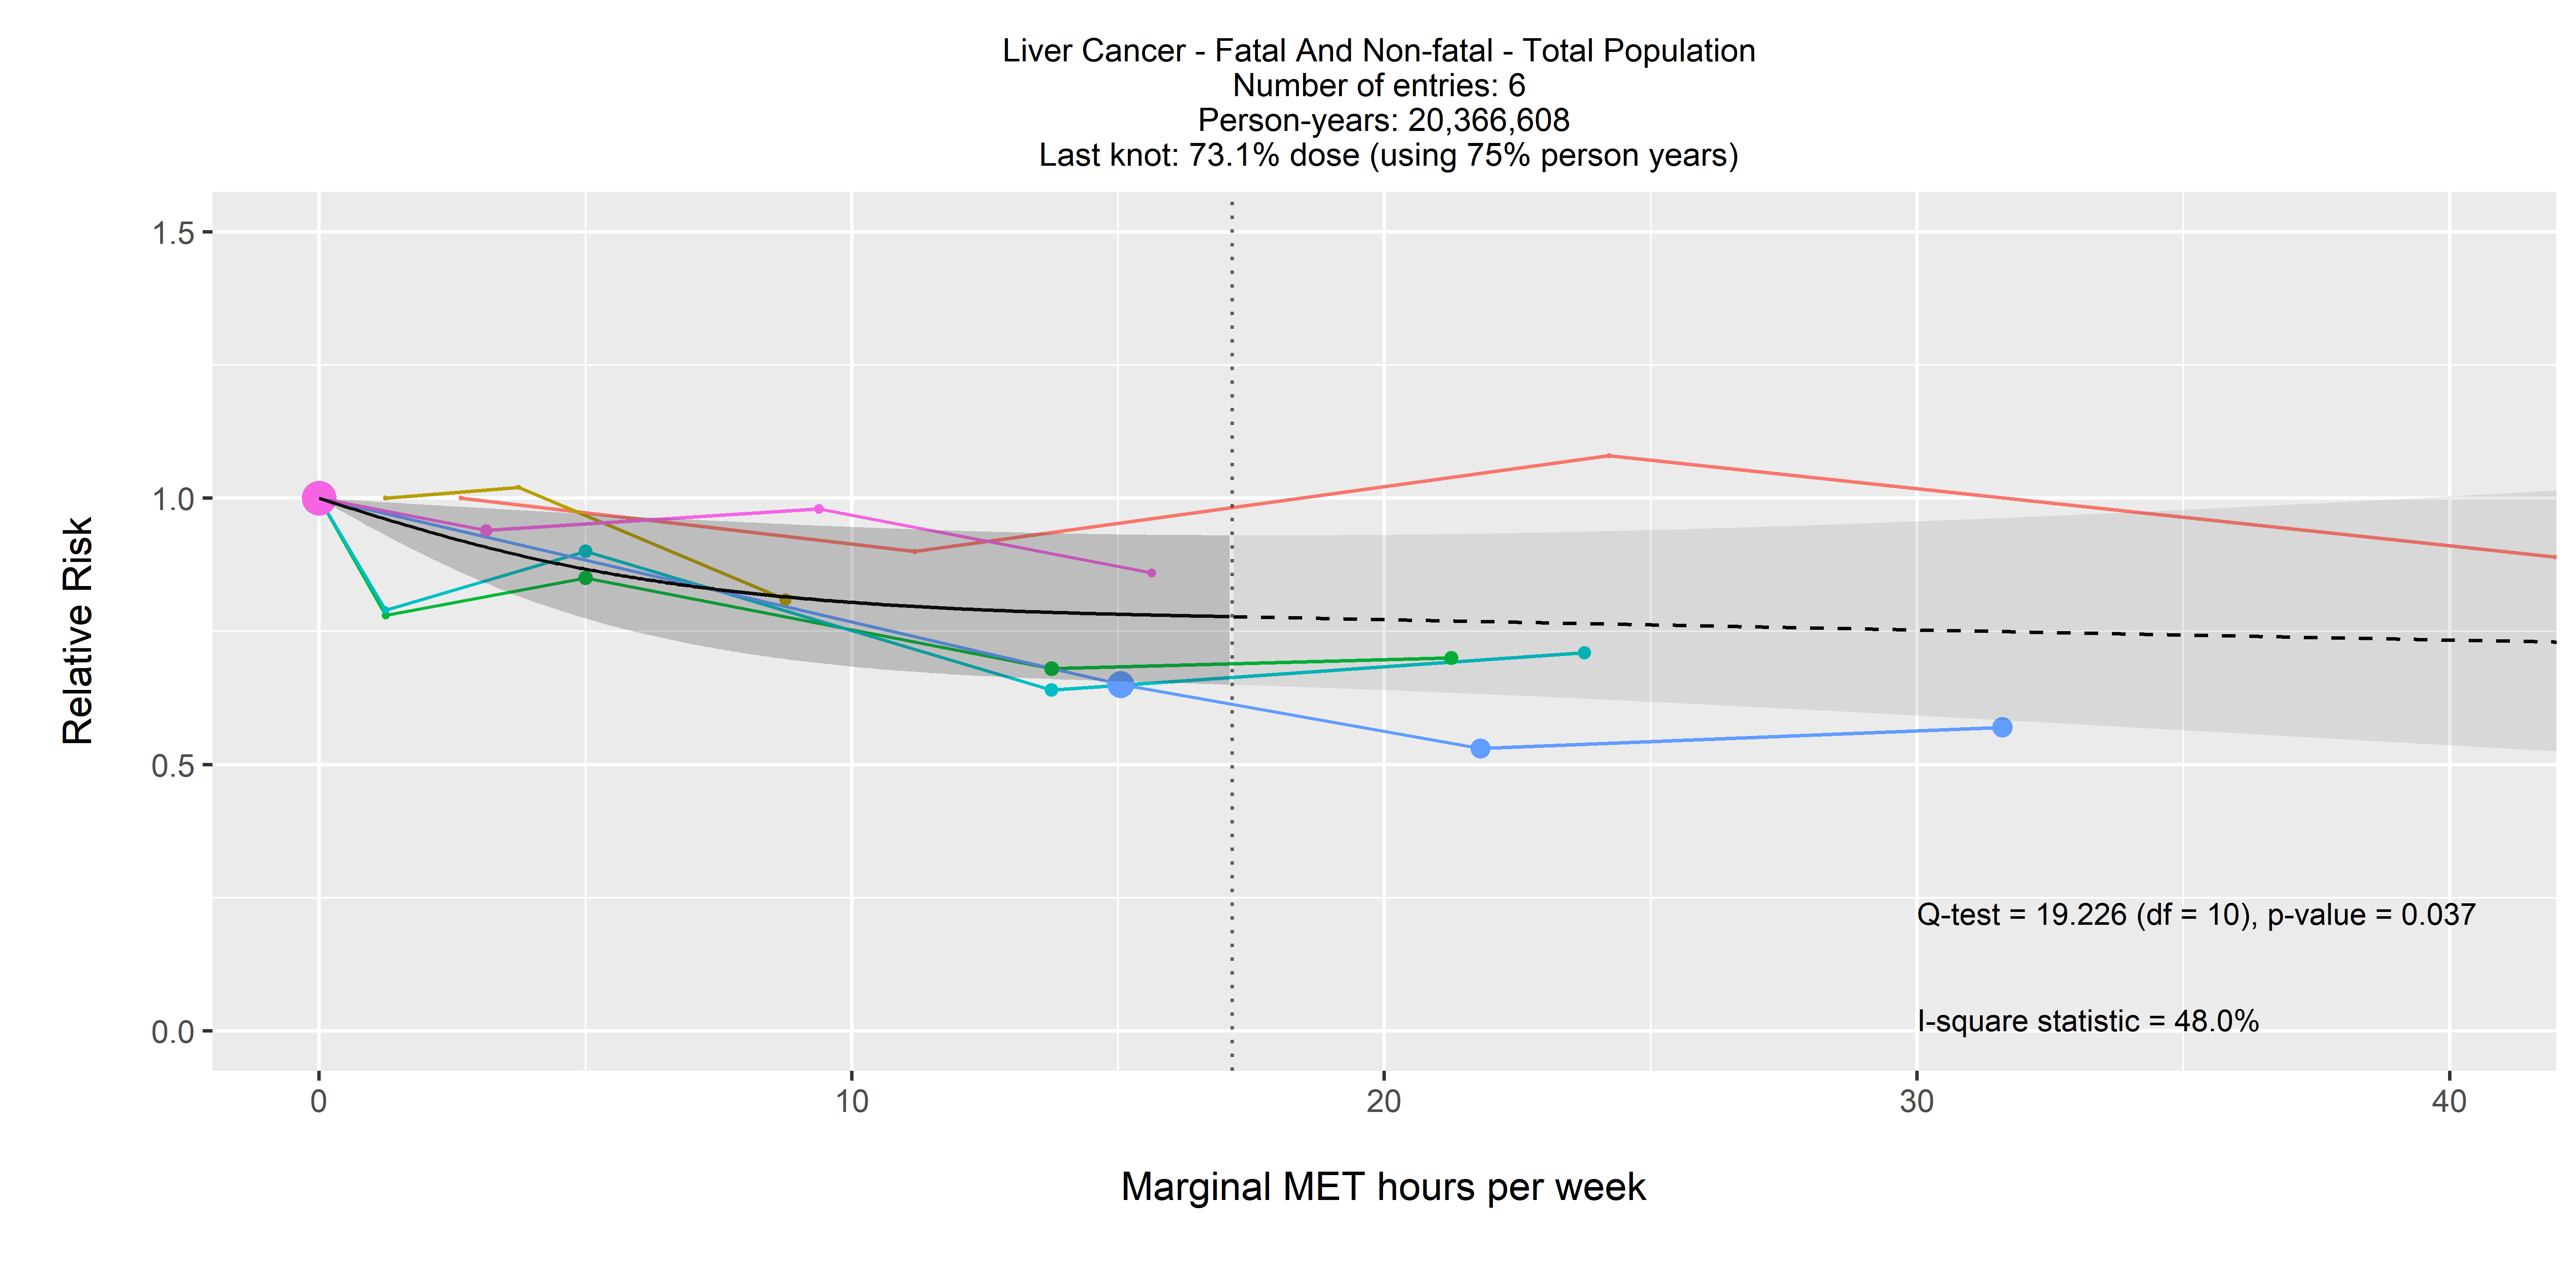 Liver Cancer - Fatal And Non-fatal - Total Population
Number of entries: 6
Person-years: 20,366,608
Last knot: 73.1% dose (using 75% person years)
1.5
1.0
0.5
0.0
Relative Risk
Q-test = 19.226 (df = 10), p-value = 0.037
I-square statistic = 48.0%
0 10 20 30 40
Marginal MET hours per week